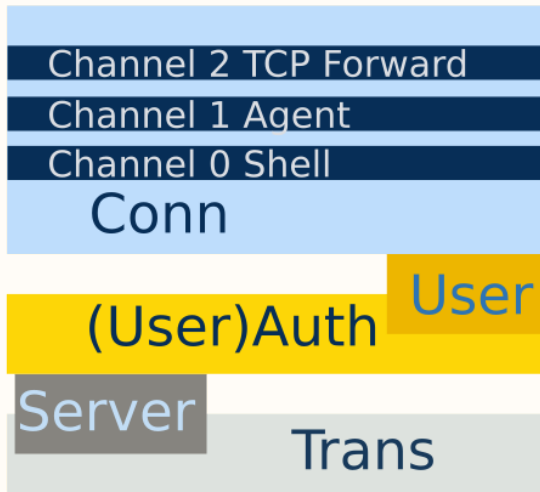 Channel 2 TCP Forward
Channel 1 Agent
Channel 0 Shell
Conn
User
(User)Auth
Server
Trans